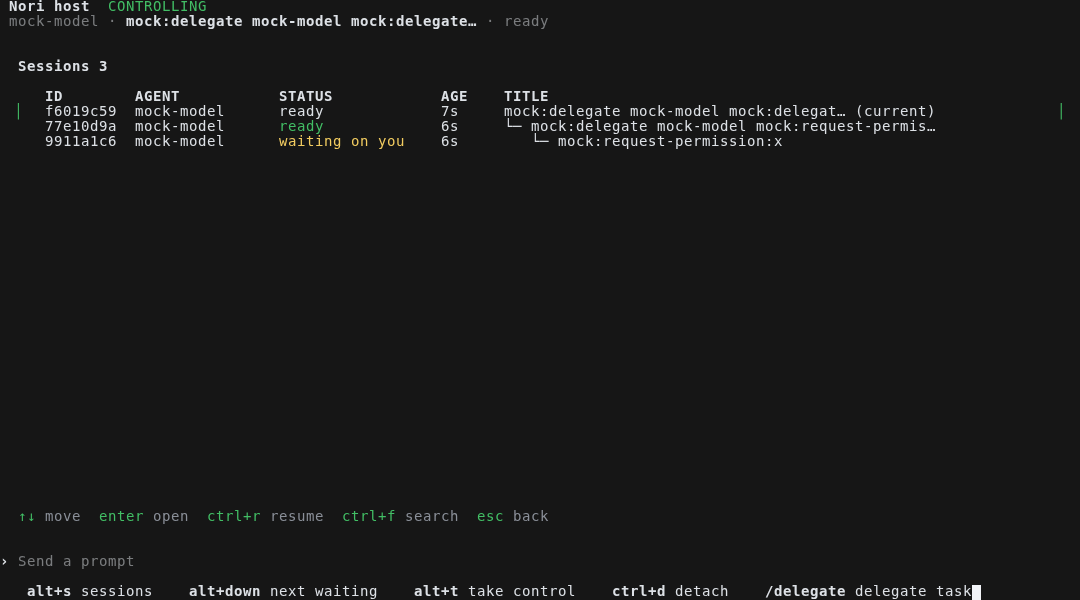 Nori host  CONTROLLING
mock-model · mock:delegate mock-model mock:delegate… · ready
Sessions 3
ID  AGENT  STATUS  AGE  TITLE
f6019c59  mock-model  ready  7s  mock:delegate mock-model mock:delegat… (current)
77e10d9a  mock-model  ready  6s  └─ mock:delegate mock-model mock:request-permis…
9911a1c6  mock-model  waiting on you  6s  └─ mock:request-permission:x
↑↓ move  enter open  ctrl+r resume  ctrl+f search  esc back
› Send a prompt
alt+s sessions  alt+down next waiting  alt+t take control  ctrl+d detach  /delegate delegate task